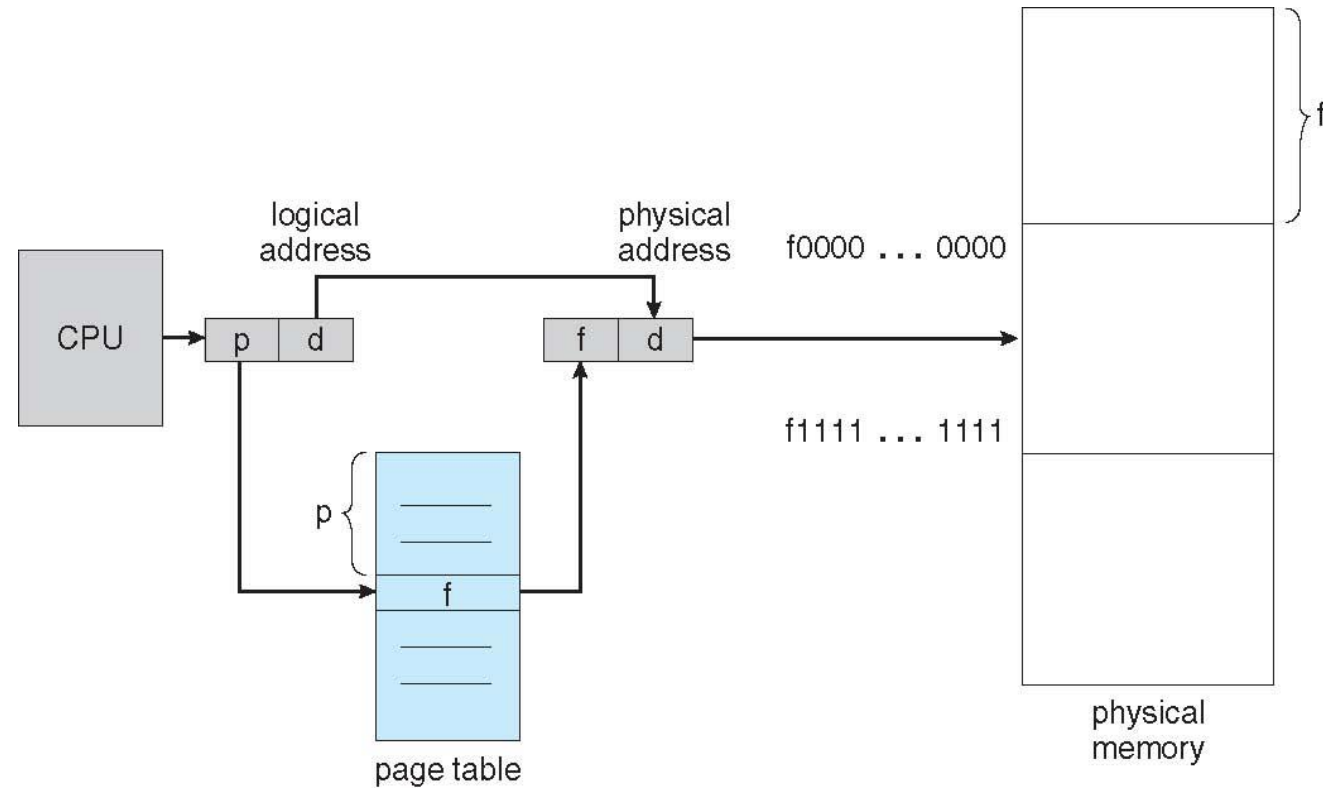 f
logical
address
physical
address
f0000 ... 0000
CPU
p
d
f
d
f1111 ... 1111
p
f
page table
physical
memory